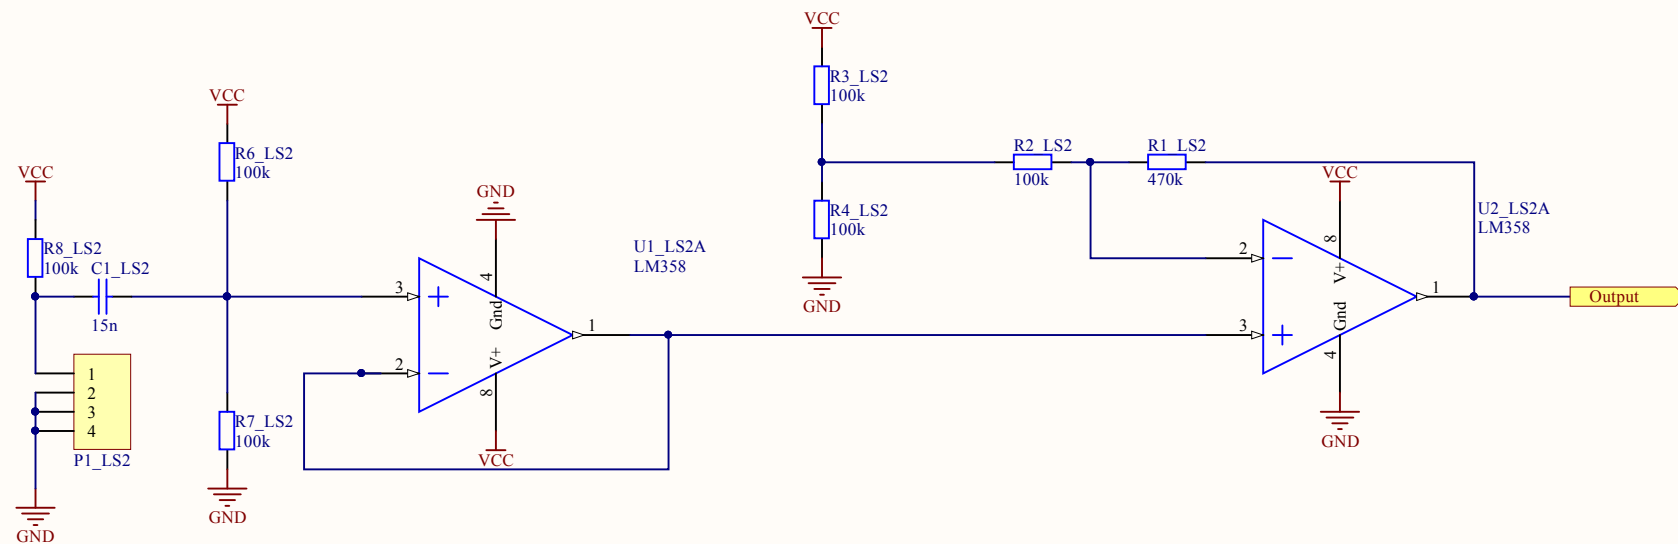 VCC
R8_LS2
100k
C1_LS2
15n
1
2
3
4
P1_LS2
GND
VCC
R6_LS2
100k
R7_LS2
100k
GND
GND
4
Gnd
3
2
1
V+
8
VCC
U1_LS2A
LM358
VCC
R3_LS2
100k
R4_LS2
100k
GND
R2_LS2
100k
R1_LS2
470k
VCC
8
V+
2
3
1
Gnd
4
GND
U2_LS2A
LM358
Output